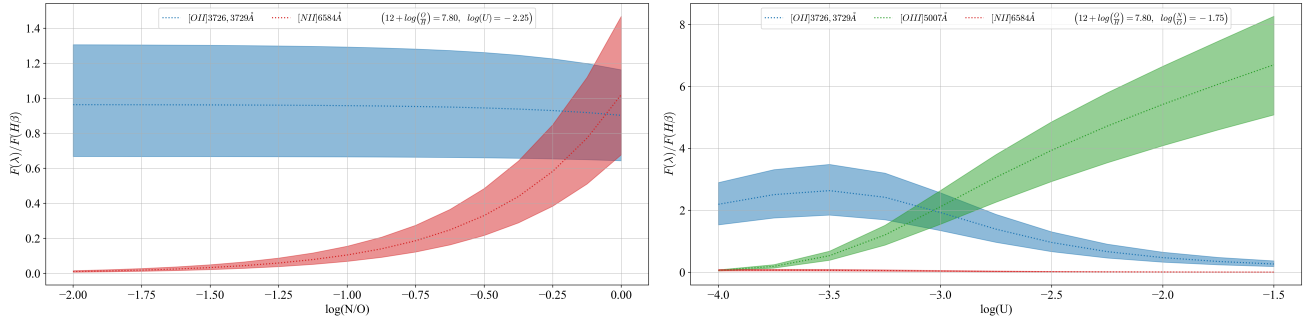 [OII]3726, 3729Å [NII]6584Å (12 + log(O/H) = 7.80, log(U) = −2.25)
1.4
1.2
1.0
0.8
0.6
0.4
0.2
0.0
F(λ)/F(Hβ)
−2.00 −1.75 −1.50 −1.25 −1.00 −0.75 −0.50 −0.25 0.00
log(N/O)
[OII]3726, 3729Å [OIII]5007Å [NII]6584Å (12 + log(O/H) = 7.80, log(N/O) = −1.75)
8
6
4
2
0
F(λ)/F(Hβ)
−4.0 −3.5 −3.0 −2.5 −2.0 −1.5
log(U)